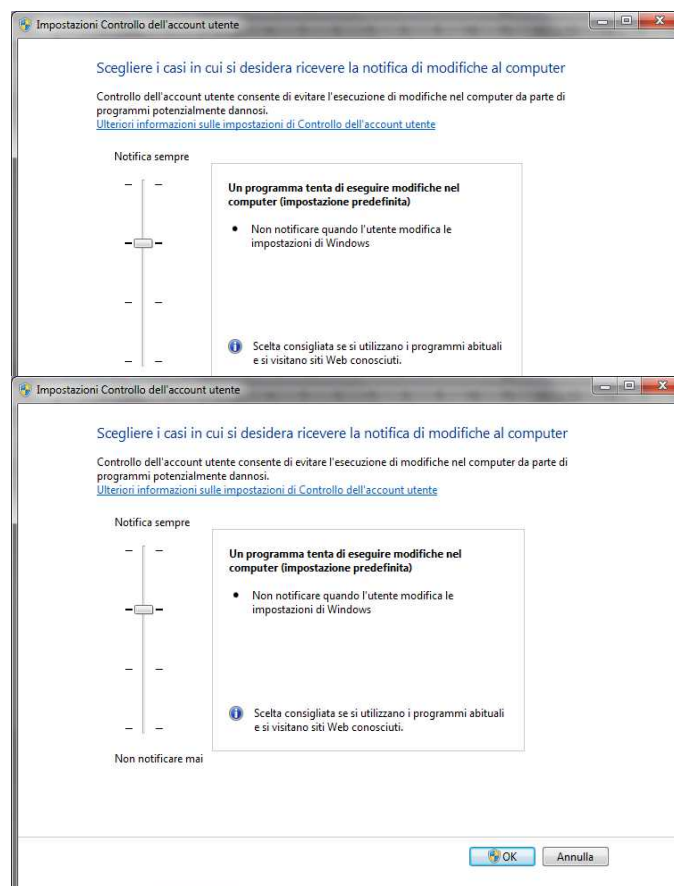 Impostazioni Controllo dell'account utente
Scegliere i casi in cui si desidera ricevere la notifica di modifiche al computer
Controllo dell'account utente consente di evitare l'esecuzione di modifiche nel computer da parte di
programmi potenzialmente dannosi.
Ulteriori informazioni sulle impostazioni di Controllo dell'account utente
Notifica sempre
Un programma tenta di eseguire modifiche nel
computer (impostazione predefinita)
• Non notificare quando l'utente modifica le
impostazioni di Windows
Scelta consigliata se si utilizzano i programmi abituali
e si visitano siti Web conosciuti.
Impostazioni Controllo dell'account utente
Scegliere i casi in cui si desidera ricevere la notifica di modifiche al computer
Controllo dell'account utente consente di evitare l'esecuzione di modifiche nel computer da parte di
programmi potenzialmente dannosi.
Ulteriori informazioni sulle impostazioni di Controllo dell'account utente
Notifica sempre
Un programma tenta di eseguire modifiche nel
computer (impostazione predefinita)
• Non notificare quando l'utente modifica le
impostazioni di Windows
Scelta consigliata se si utilizzano i programmi abituali
e si visitano siti Web conosciuti.
Non notificare mai
OK Annulla